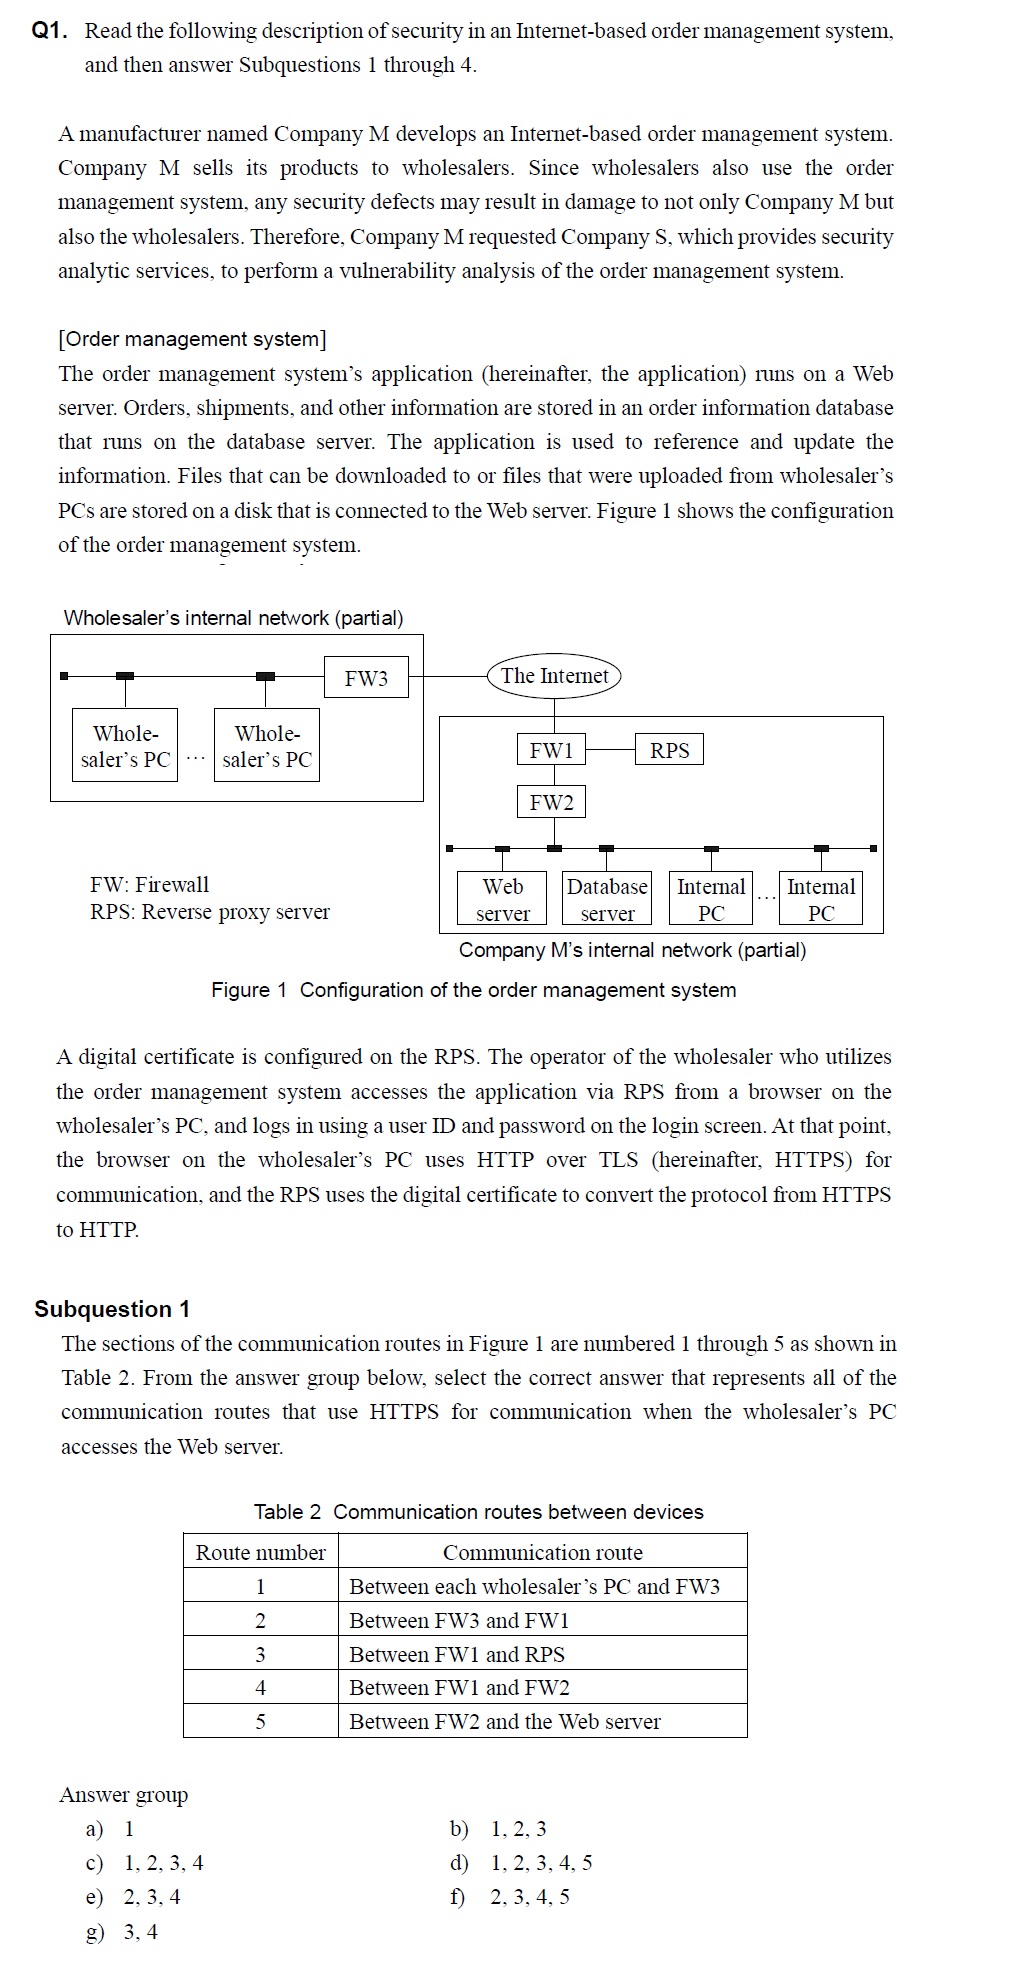 Q1. Read the following description of security in an Internet-based order management system,
and then answer Subquestions 1 through 4.
A manufacturer named Company M develops an Internet-based order management system.
Company M sells its products to wholesalers. Since wholesalers also use the order
management system, any security defects may result in damage to not only Company M but
also the wholesalers. Therefore, Company M requested Company S, which provides security
analytic services, to perform a vulnerability analysis of the order management system.
[Order management system]
The order management system's application (hereinafter, the application) runs on a Web
server. Orders, shipments, and other information are stored in an order information database
that runs on the database server. The application is used to reference and update the
information. Files that can be downloaded to or files that were uploaded from wholesaler's
PCs are stored on a disk that is connected to the Web server. Figure 1 shows the configuration
of the order management system.
Wholesaler's internal network (partial)
FW3
The Internet
Whole-
saler's PC
...
Whole-
saler's PC
FW1
RPS
FW2
FW: Firewall
RPS: Reverse proxy server
Web
server
Database
server
Internal
PC
...
Internal
PC
Company M's internal network (partial)
Figure 1 Configuration of the order management system
A digital certificate is configured on the RPS. The operator of the wholesaler who utilizes
the order management system accesses the application via RPS from a browser on the
wholesaler's PC, and logs in using a user ID and password on the login screen. At that point,
the browser on the wholesaler's PC uses HTTP over TLS (hereinafter, HTTPS) for
communication, and the RPS uses the digital certificate to convert the protocol from HTTPS
to HTTP.
Subquestion 1
The sections of the communication routes in Figure 1 are numbered 1 through 5 as shown in
Table 2. From the answer group below, select the correct answer that represents all of the
communication routes that use HTTPS for communication when the wholesaler's PC
accesses the Web server.
Table 2 Communication routes between devices
Route number Communication route
1 Between each wholesaler's PC and FW3
2 Between FW3 and FW1
3 Between FW1 and RPS
4 Between FW1 and FW2
5 Between FW2 and the Web server
Answer group
a) 1
b) 1, 2, 3
c) 1, 2, 3, 4
d) 1, 2, 3, 4, 5
e) 2, 3, 4
f) 2, 3, 4, 5
g) 3, 4